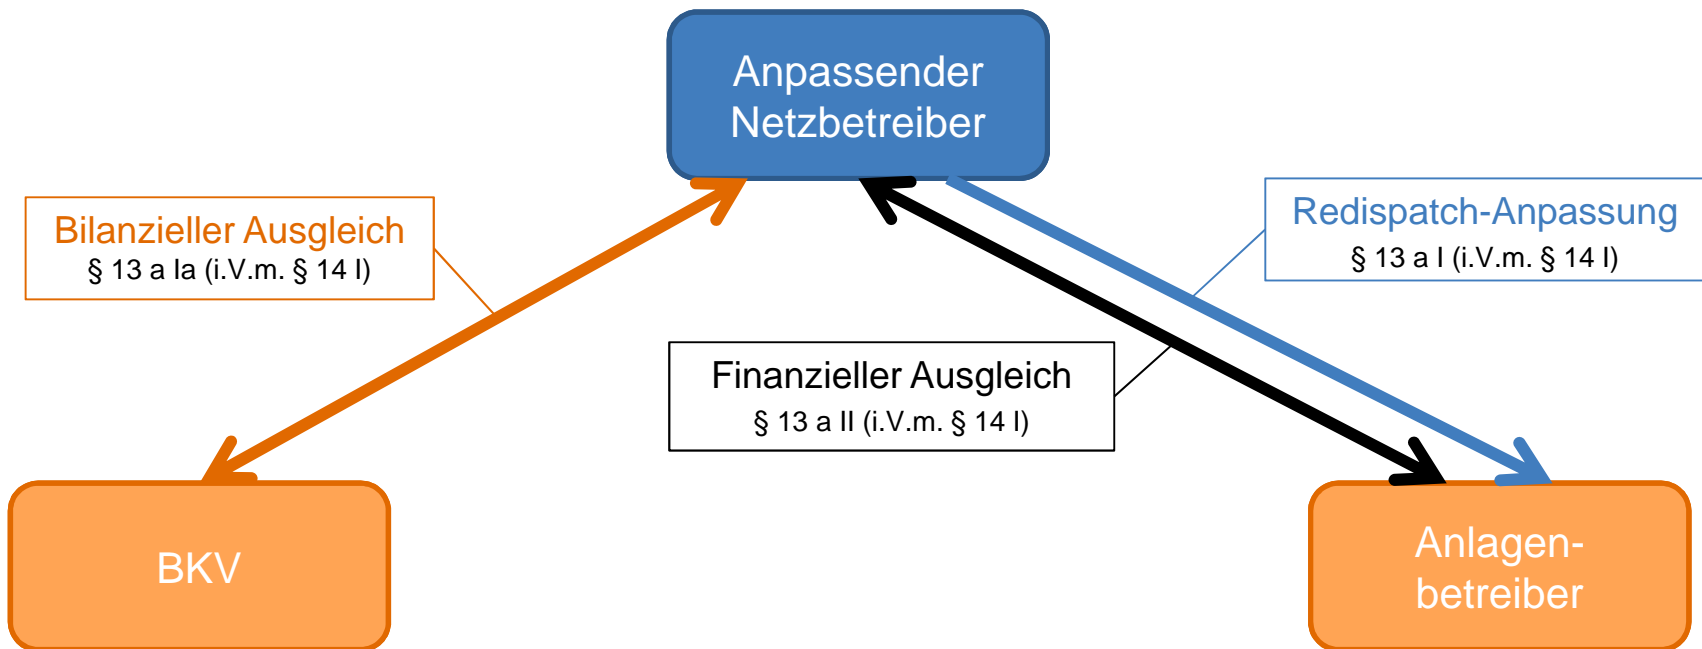 Anpassender
Netzbetreiber
Bilanzieller Ausgleich
§ 13 a Ia (i.V.m. § 14 I)
Redispatch-Anpassung
§ 13 a I (i.V.m. § 14 I)
Finanzieller Ausgleich
§ 13 a II (i.V.m. § 14 I)
BKV
Anlagen-
betreiber